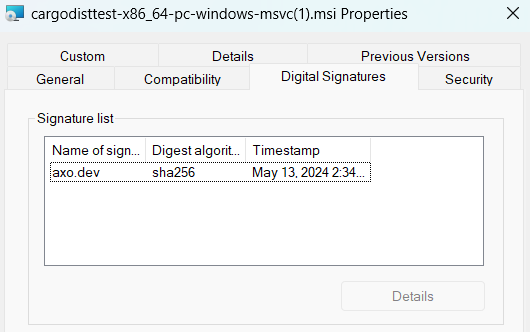 cargodisttest-x86_64-pc-windows-msvc(1).msi Properties
Custom Details Previous Versions
General Compatibility Digital Signatures Security
Signature list
Name of sign... Digest algorit... Timestamp
axo.dev sha256 May 13, 2024 2:34...
Details